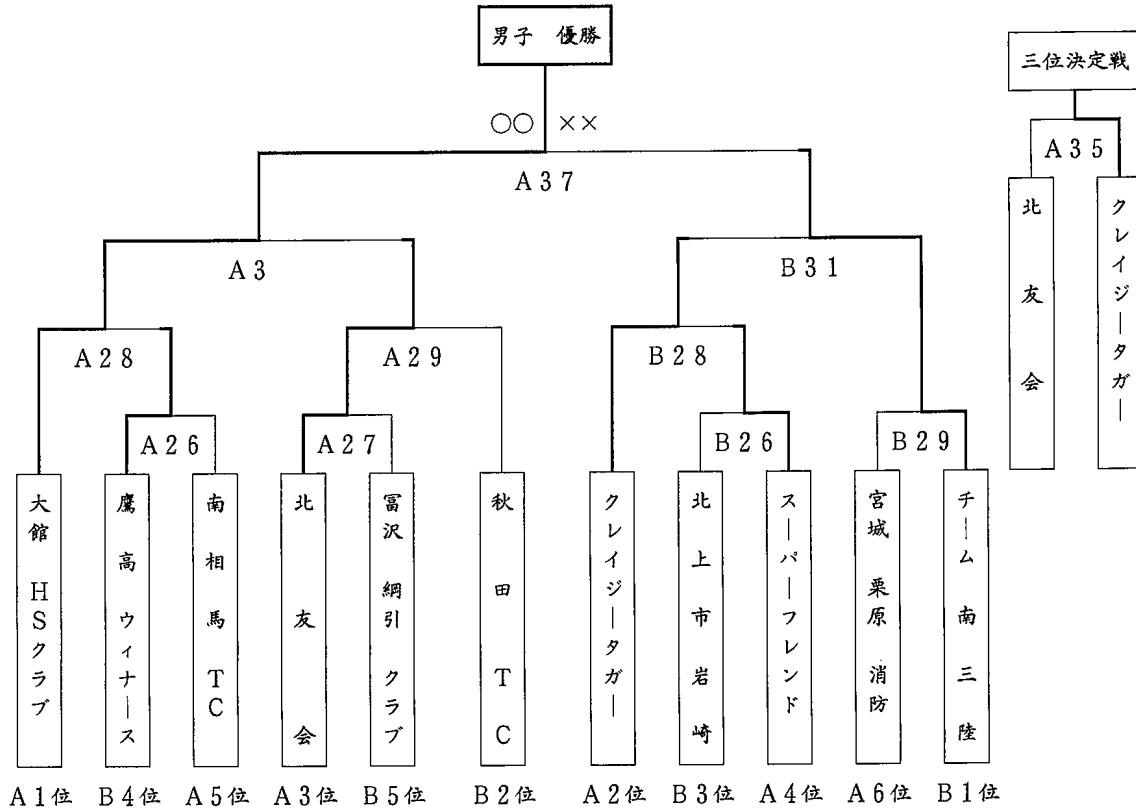 男子 優勝
三位決定戦
○○ ××
A35
A37
北友会
クレイジータガー
A3
B31
A28
A29
B28
A26
A27
B26
B29
大館 HSクラブ
鷹高 ウィナース
南相馬 TC
北友会
冨沢 綱引 クラブ
秋田TC
クレイジータガー
北上市岩崎
スーパーフレンド
宮城 栗原 消防
チーム南三陸
A1位 B4位 A5位 A3位 B5位 B2位 A2位 B3位 A4位 A6位 B1位